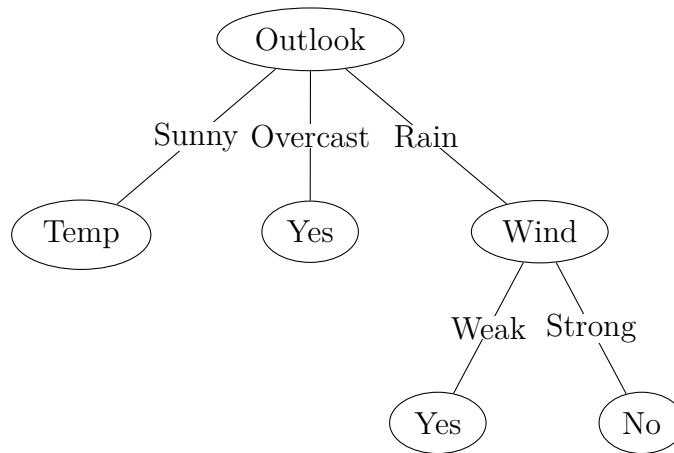 Outlook
Sunny Overcast Rain
Temp Yes Wind
Weak Strong
Yes No